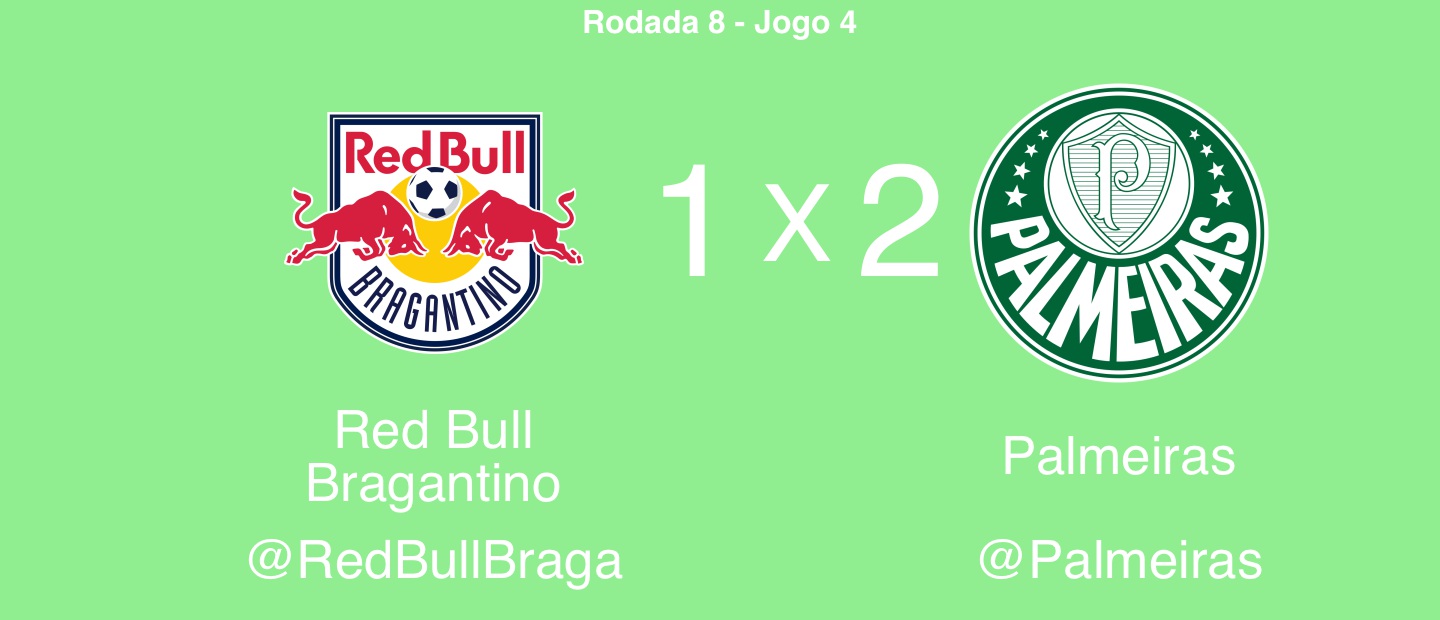 Rodada 8 - Jogo 4
Red Bull
BRAGANTINO
1 x 2
P
PALMEIRAS
Red Bull
Bragantino
Palmeiras
@RedBullBraga
@Palmeiras